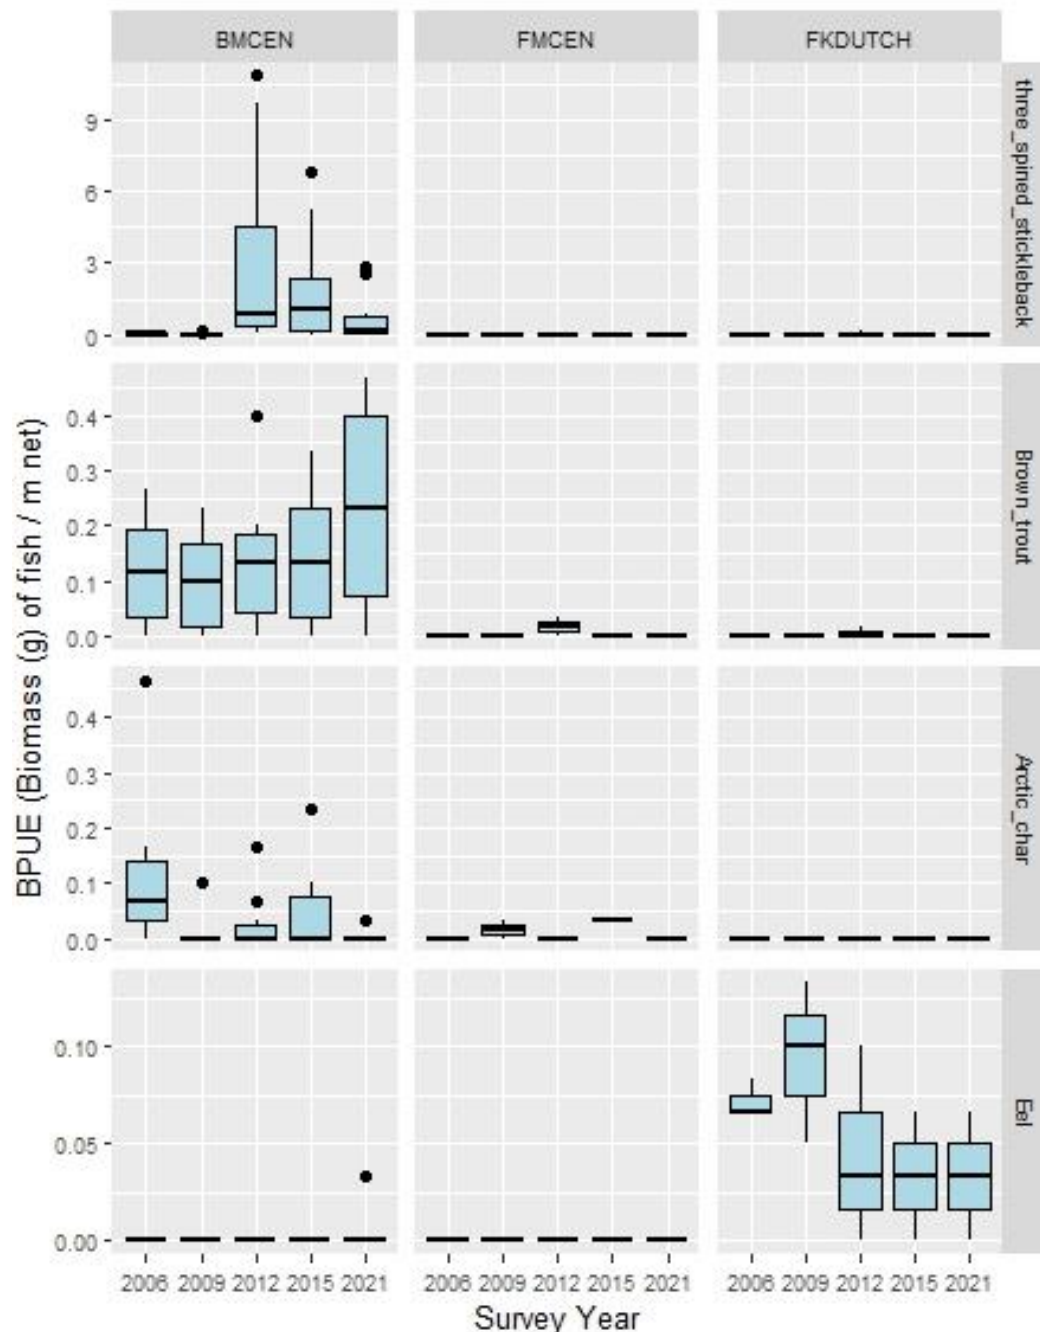 BMCEN FMCEN FKDUTCH
9
6
3
0
three_spined_stickleback
0.4
0.3
0.2
0.1
0.0
Brown_trout
0.4
0.3
0.2
0.1
0.0
Arctic_char
0.10
0.05
0.00
Eel
BPUE (Biomass (g) of fish / m net)
2006 2009 2012 2015 2021 2006 2009 2012 2015 2021 2006 2009 2012 2015 2021
Survey Year